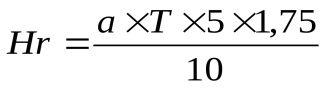 Hr = a×T×5×1,75 / 10